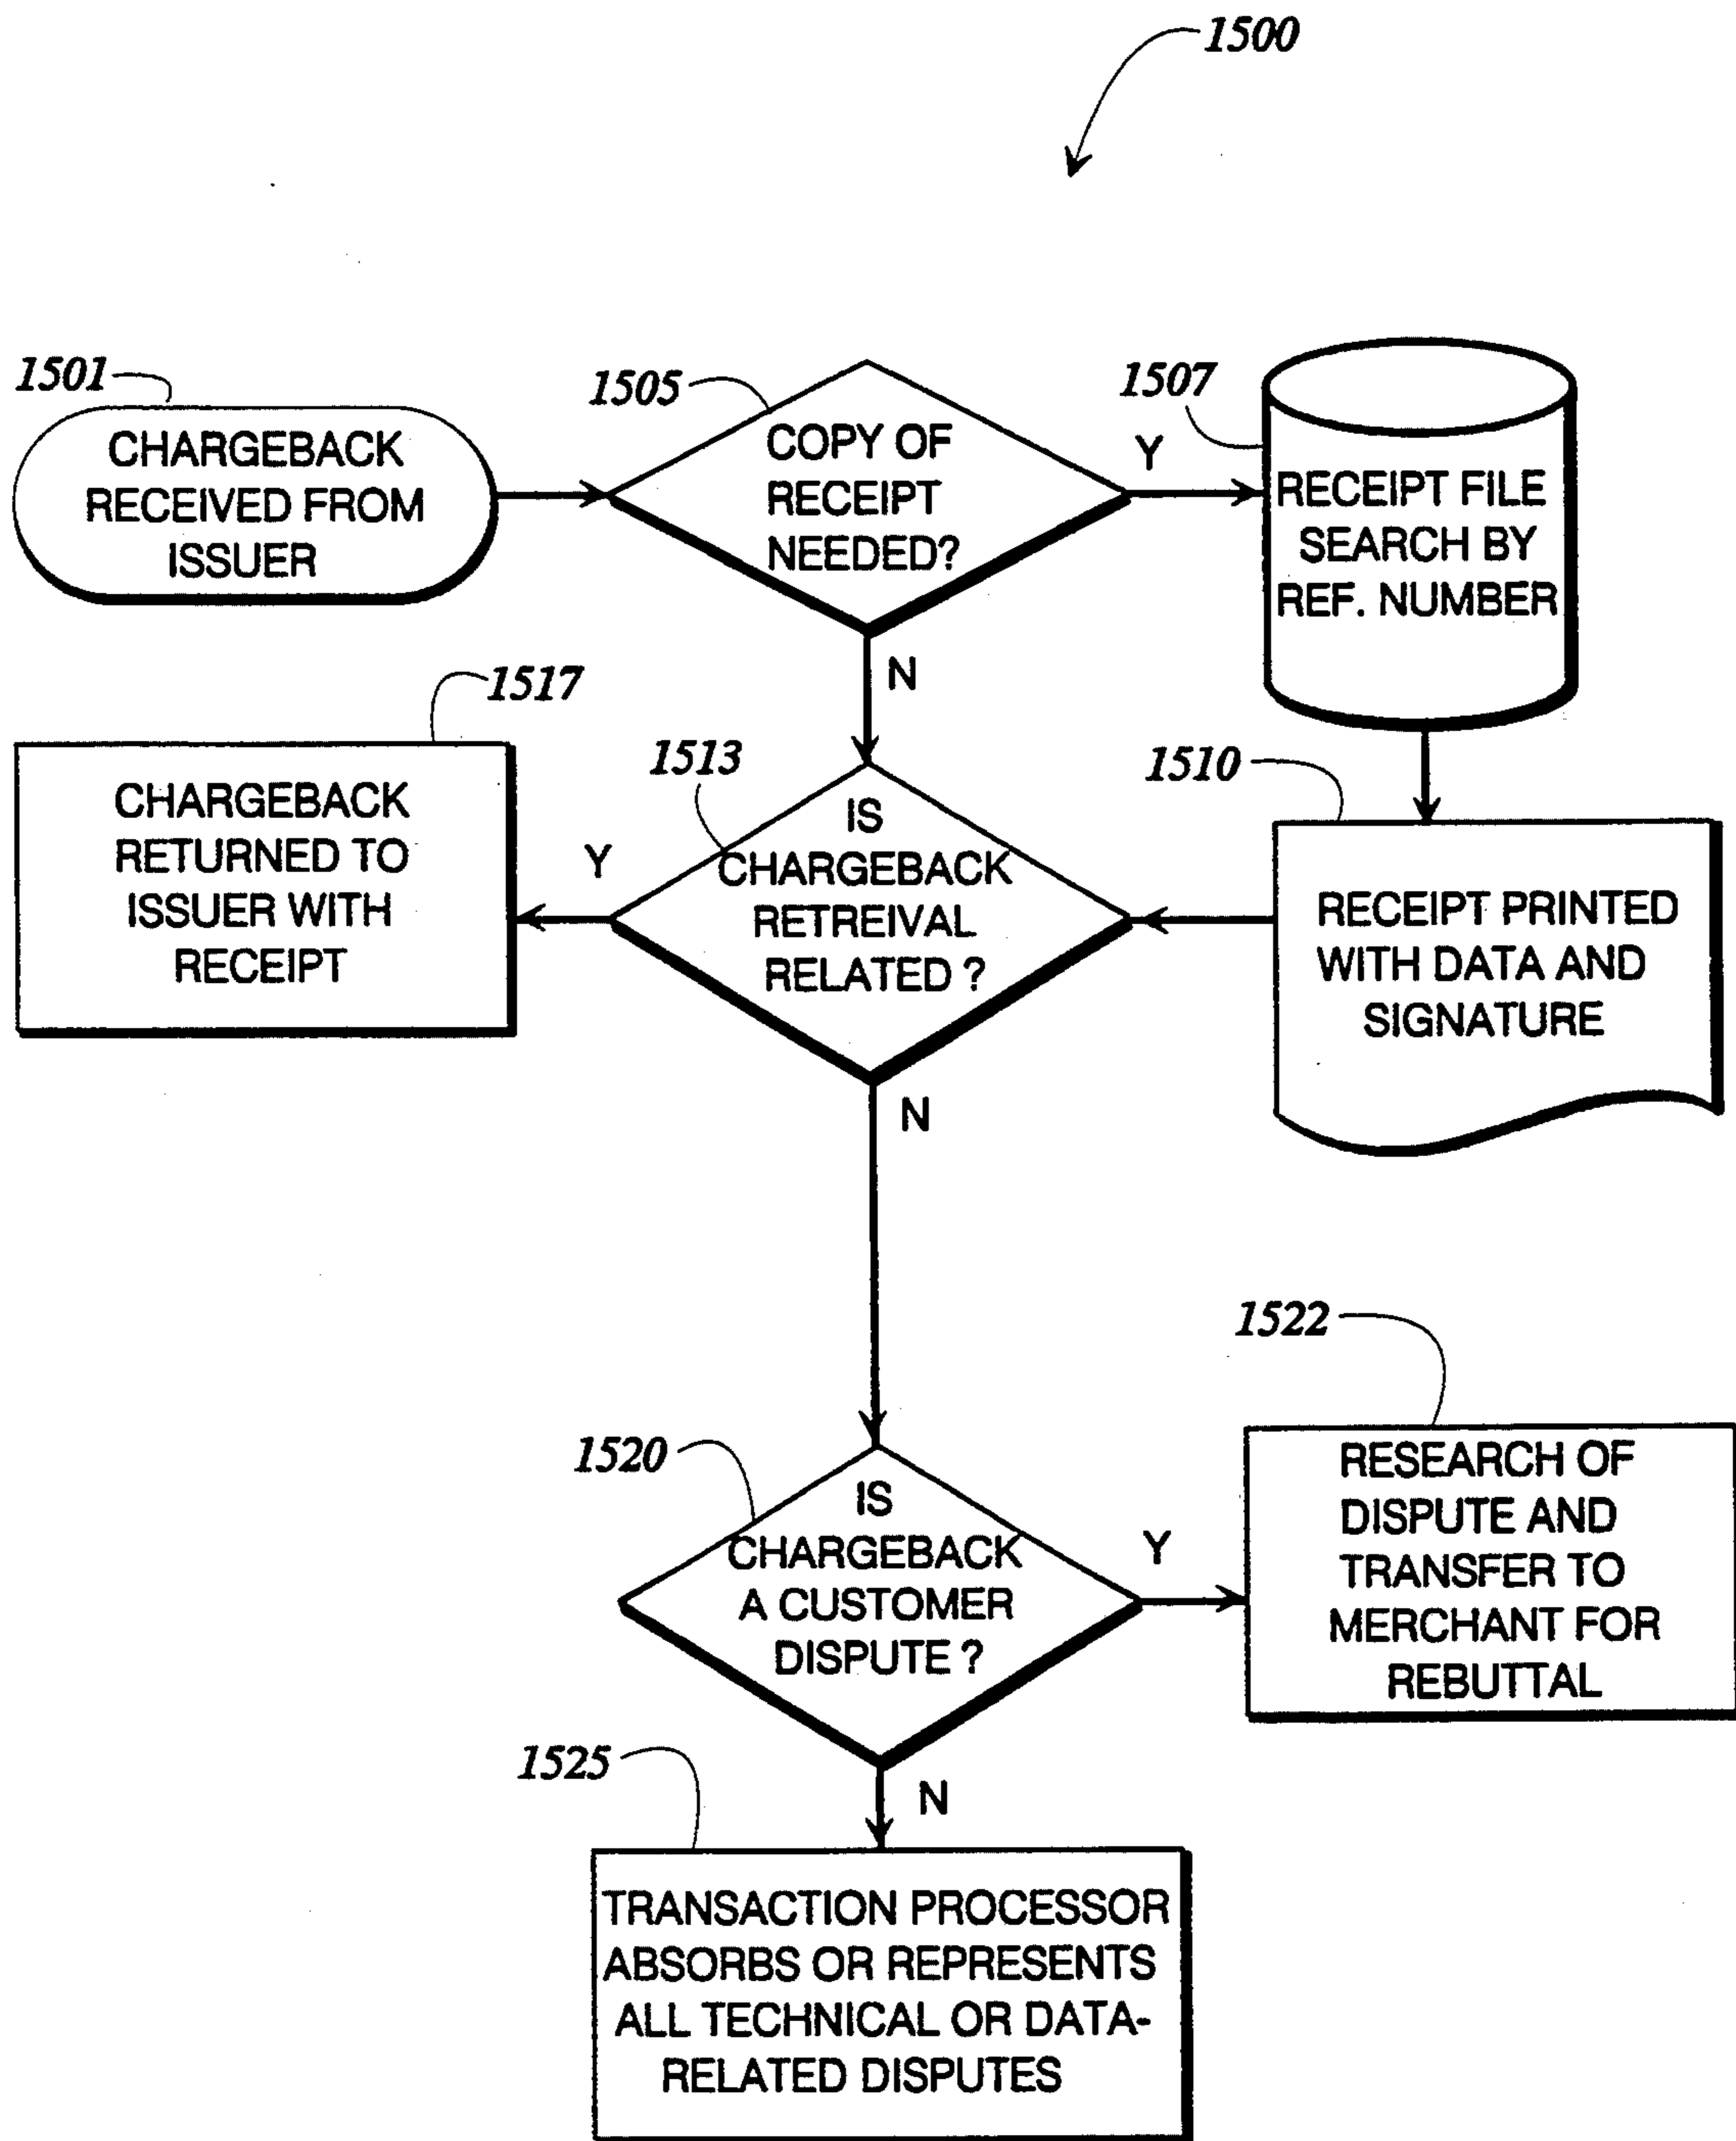 1500
1501
CHARGEBACK
RECEIVED FROM
ISSUER
1505
COPY OF
RECEIPT
NEEDED?
Y
N
1507
RECEIPT FILE
SEARCH BY
REF. NUMBER
1517
CHARGEBACK
RETURNED TO
ISSUER WITH
RECEIPT
1513
IS
CHARGEBACK
RETREIVAL
RELATED ?
Y
N
1510
RECEIPT PRINTED
WITH DATA AND
SIGNATURE
1520
IS
CHARGEBACK
A CUSTOMER
DISPUTE ?
Y
N
1522
RESEARCH OF
DISPUTE AND
TRANSFER TO
MERCHANT FOR
REBUTTAL
1525
TRANSACTION PROCESSOR
ABSORBS OR REPRESENTS
ALL TECHNICAL OR DATA-
RELATED DISPUTES